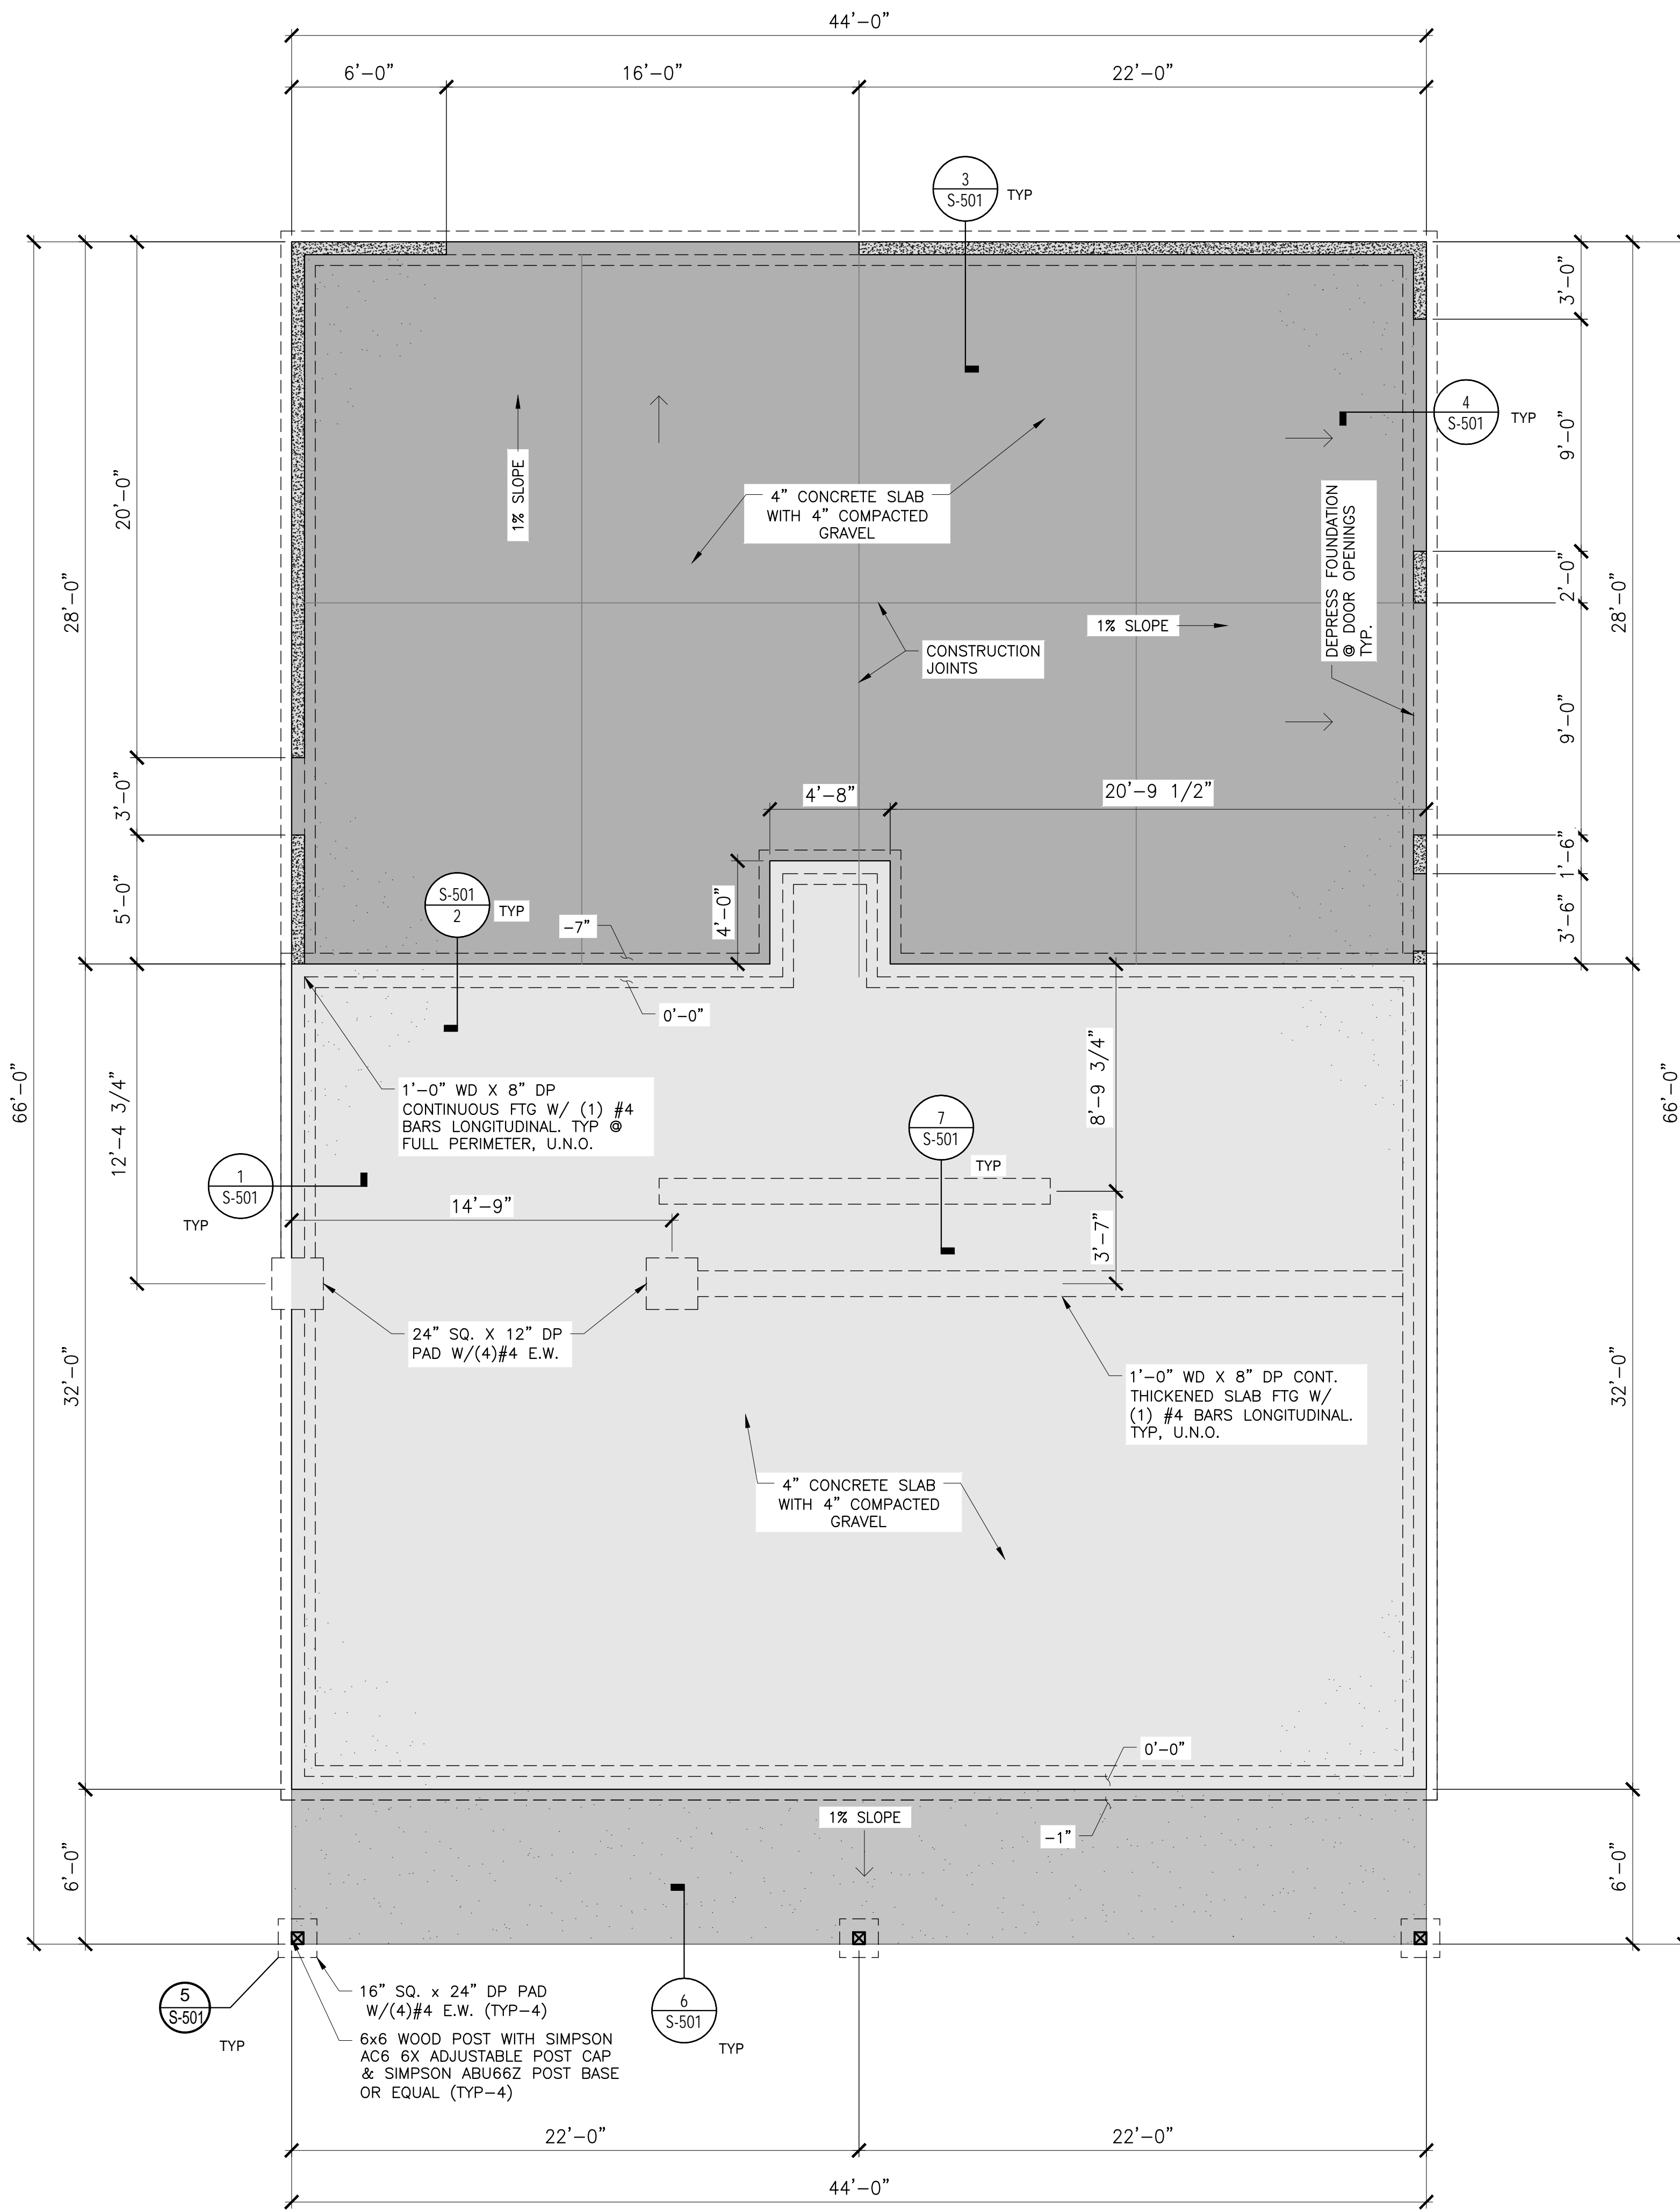 44'-0"
6'-0"
16'-0"
22'-0"
3
S-501
TYP
3'-0"
4
S-501
TYP
9'-0"
20'-0"
1% SLOPE
4" CONCRETE SLAB
WITH 4" COMPACTED
GRAVEL
DEPRESS FOUNDATION
@ DOOR OPENINGS
TYP.
2'-0"
28'-0"
28'-0"
1% SLOPE
CONSTRUCTION
JOINTS
9'-0"
3'-0"
4'-8"
20'-9 1/2"
1'-6"
5'-0"
S-501
2
TYP
-7"
4'-0"
3'-6"
0'-0"
66'-0"
12'-4 3/4"
1'-0" WD X 8" DP
CONTINUOUS FTG W/ (1) #4
BARS LONGITUDINAL. TYP @
FULL PERIMETER, U.N.O.
8'-9 3/4"
66'-0"
7
S-501
TYP
1
S-501
TYP
14'-9"
3'-7"
24" SQ. X 12" DP
PAD W/(4)#4 E.W.
32'-0"
1'-0" WD X 8" DP CONT.
THICKENED SLAB FTG W/
(1) #4 BARS LONGITUDINAL.
TYP, U.N.O.
32'-0"
4" CONCRETE SLAB
WITH 4" COMPACTED
GRAVEL
0'-0"
1% SLOPE
-1"
6'-0"
6'-0"
5
S-501
TYP
16" SQ. x 24" DP PAD
W/(4)#4 E.W. (TYP-4)
6x6 WOOD POST WITH SIMPSON
AC6 6X ADJUSTABLE POST CAP
& SIMPSON ABU66Z POST BASE
OR EQUAL (TYP-4)
6
S-501
TYP
22'-0"
22'-0"
44'-0"